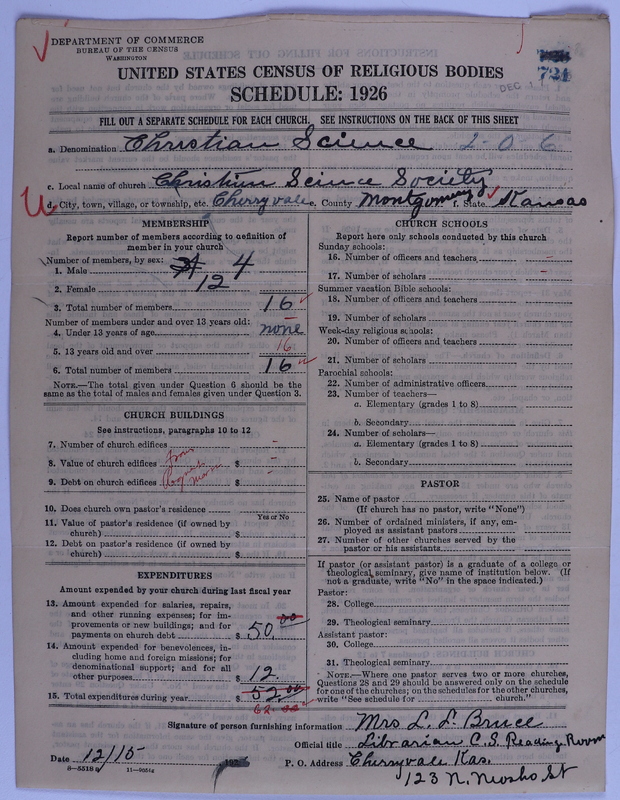 DEPARTMENT OF COMMERCE
BUREAU OF THE CENSUS
WASHINGTON
DEC 17
724
UNITED STATES CENSUS OF RELIGIOUS BODIES
SCHEDULE: 1926
FILL OUT A SEPARATE SCHEDULE FOR EACH CHURCH. SEE INSTRUCTIONS ON THE BACK OF THIS SHEET
a. Denomination Christian Science 2-0-6
c. Local name of church Christian Science Society
d. City, town, village, or township, etc. Cherryvale e. County Montgomery f. State Kansas
MEMBERSHIP
Report number of members according to definition of
member in your church
Number of members, by sex:
1. Male 4
2. Female 12
3. Total number of members 16
Number of members under and over 13 years old:
4. Under 13 years of age none
5. 13 years old and over 16
6. Total number of members 16
NOTE.—The total given under Question 6 should be
the same as the total of males and females given under Question 3.
CHURCH BUILDINGS
See instructions, paragraphs 10 to 12
7. Number of church edifices -
8. Value of church edifices $ -
9. Debt on church edifices $ -
10. Does church own pastor's residence
Yes or No
11. Value of pastor's residence (if owned by
church) $
12. Debt on pastor's residence (if owned by
church) $
EXPENDITURES
Amount expended by your church during last fiscal year
13. Amount expended for salaries, repairs,
and other running expenses; for im-
provements or new buildings; and for
payments on church debt $ 50.00
14. Amount expended for benevolences, in-
cluding home and foreign missions; for
denominational support; and for all
other purposes $ 12.
15. Total expenditures during year $ 52.00
62.00
CHURCH SCHOOLS
Report here only schools conducted by this church
Sunday schools:
16. Number of officers and teachers -
17. Number of scholars -
Summer vacation Bible schools:
18. Number of officers and teachers
19. Number of scholars
Week-day religious schools:
20. Number of officers and teachers
21. Number of scholars
Parochial schools:
22. Number of administrative officers
23. Number of teachers—
a. Elementary (grades 1 to 8)
b. Secondary
24. Number of scholars—
a. Elementary (grades 1 to 8)
b. Secondary
PASTOR
25. Name of pastor
(If church has no pastor, write "None")
26. Number of ordained ministers, if any, em-
ployed as assistant pastors
27. Number of other churches served by the
pastor or his assistants
If pastor (or assistant pastor) is a graduate of a college or
theological seminary, give name of institution below. (If
not a graduate, write "No" in the space indicated.)
Pastor:
28. College
29. Theological seminary
Assistant pastor:
30. College
31. Theological seminary
NOTE.—Where one pastor serves two or more churches,
Questions 28 and 29 should be answered only on the schedule
for one of the churches; on the schedules for the other churches,
write "See schedule for church."
Signature of person furnishing information Mrs L. L. Bruce
Official title Librarian C.S. Reading Room
Date 12/15 P. O. Address Cherryvale Kas.
8—5518a 11—9051a 123 N. Neosho St